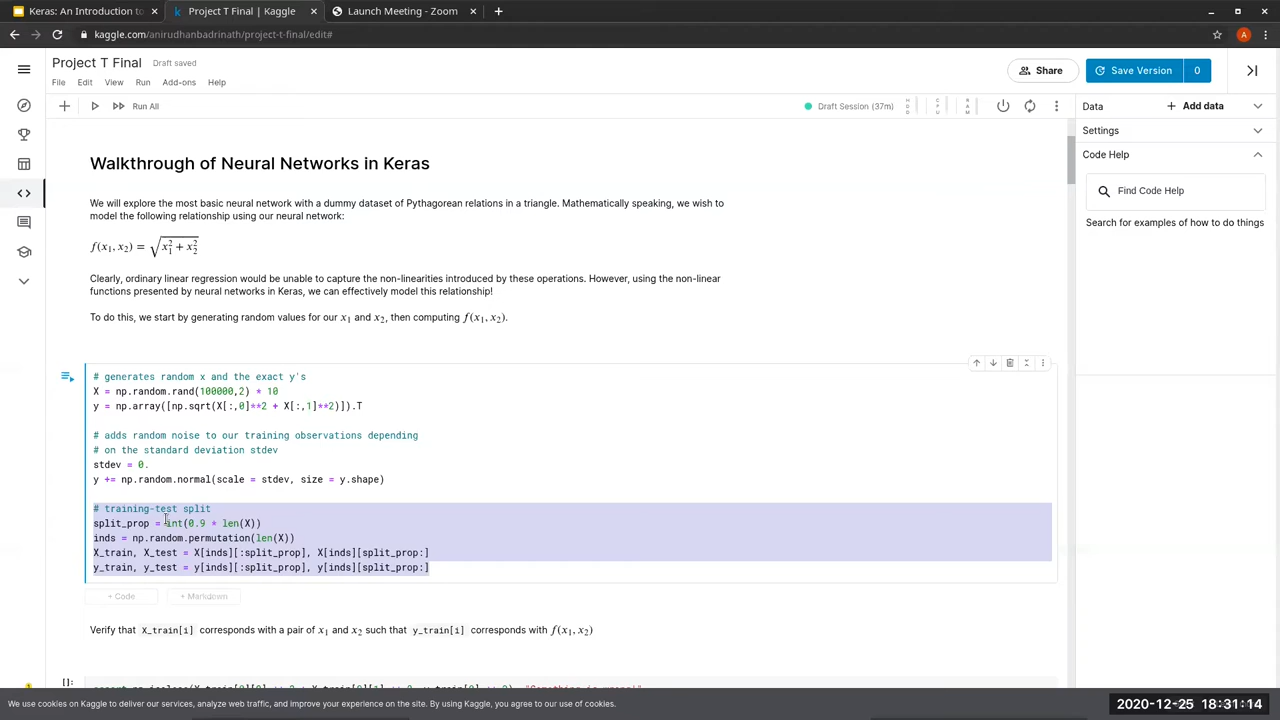 Keras: An Introduction to
Project T Final | Kaggle
Launch Meeting - Zoom
kaggle.com/anirudhanbadrinath/project-t-final/edit#
A
Project T Final
Draft saved
File Edit View Run Add-ons Help
Share
Save Version
0
Run All
Draft Session (37m)
Data
Add data
Settings
Code Help
Find Code Help
Search for examples of how to do things
Walkthrough of Neural Networks in Keras
We will explore the most basic neural network with a dummy dataset of Pythagorean relations in a triangle. Mathematically speaking, we wish to
model the following relationship using our neural network:
f(x₁, x₂) = √(x₁² + x₂²)
Clearly, ordinary linear regression would be unable to capture the non-linearities introduced by these operations. However, using the non-linear
functions presented by neural networks in Keras, we can effectively model this relationship!
To do this, we start by generating random values for our x₁ and x₂, then computing f(x₁, x₂).
# generates random x and the exact y's
X = np.random.rand(100000,2) * 10
y = np.array([np.sqrt(X[:,0]**2 + X[:,1]**2)]).T
# adds random noise to our training observations depending
# on the standard deviation stdev
stdev = 0.
y += np.random.normal(scale = stdev, size = y.shape)
# training-test split
split_prop = int(0.9 * len(X))
inds = np.random.permutation(len(X))
X_train, X_test = X[inds][:split_prop], X[inds][split_prop:]
y_train, y_test = y[inds][:split_prop], y[inds][split_prop:]
+ Code
+ Markdown
Verify that X_train[i] corresponds with a pair of x₁ and x₂ such that y_train[i] corresponds with f(x₁, x₂)
[]:
We use cookies on Kaggle to deliver our services, analyze web traffic, and improve your experience on the site. By using Kaggle, you agree to our use of cookies.
2020-12-25 18:31:14